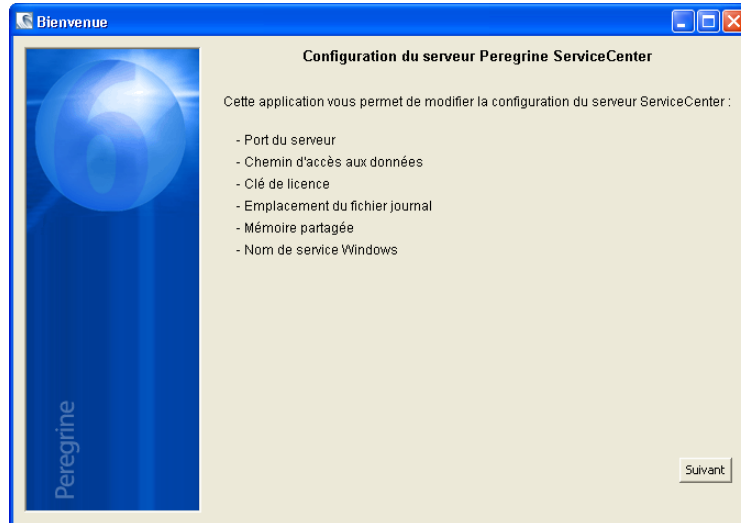 Bienvenue
Configuration du serveur Peregrine ServiceCenter
Cette application vous permet de modifier la configuration du serveur ServiceCenter :
- Port du serveur
- Chemin d'accès aux données
- Clé de licence
- Emplacement du fichier journal
- Mémoire partagée
- Nom de service Windows
6
Peregrine
Suivant